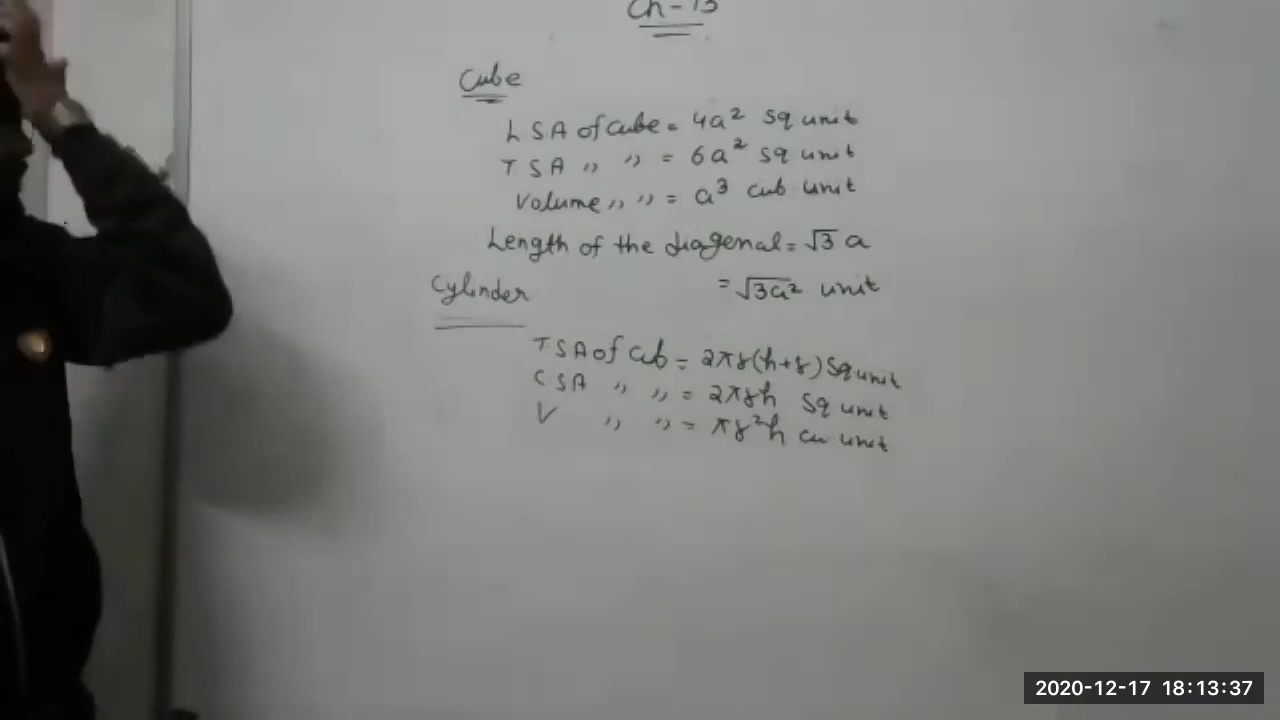 Ch-13
Cube
LSA of cube = 4a² sq unit
TSA ,, ,, = 6a² sq unit
Volume ,, ,, = a³ cub unit
Length of the diagenal = √3 a
= √3a² unit
Cylinder
TSA of cub = 2πr(h+r) sq unit
CSA ,, ,, = 2πrh sq unit
V ,, ,, = πr²h cu unit
2020-12-17 18:13:37